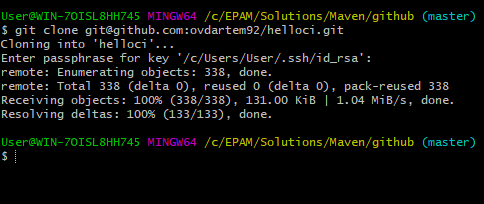 User@WIN-7OISL8HH745 MINGW64 /c/EPAM/Solutions/Maven/github (master)
$ git clone git@github.com:ovdartem92/helloci.git
Cloning into 'helloci'...
Enter passphrase for key '/c/Users/User/.ssh/id_rsa':
remote: Enumerating objects: 338, done.
remote: Total 338 (delta 0), reused 0 (delta 0), pack-reused 338
Receiving objects: 100% (338/338), 131.00 KiB | 1.04 MiB/s, done.
Resolving deltas: 100% (133/133), done.
User@WIN-7OISL8HH745 MINGW64 /c/EPAM/Solutions/Maven/github (master)
$